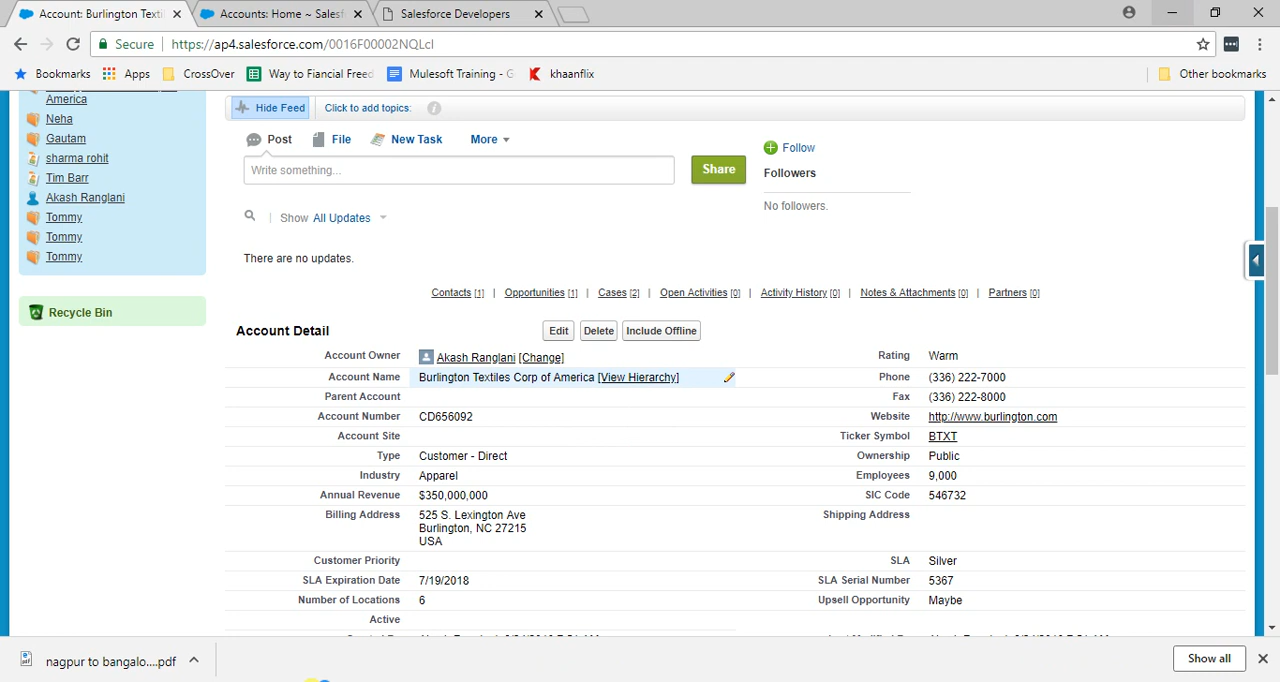 Account: Burlington Texti
Accounts: Home ~ Salesf
Salesforce Developers
Secure
https://ap4.salesforce.com/0016F00002NQLcl
Bookmarks
Apps
CrossOver
Way to Fiancial Freed
Mulesoft Training - G
khaanflix
Other bookmarks
America
Neha
Gautam
sharma rohit
Tim Barr
Akash Ranglani
Tommy
Tommy
Tommy
Recycle Bin
Hide Feed
Click to add topics:
Post
File
New Task
More
Write something...
Share
Follow
Followers
No followers.
Show All Updates
There are no updates.
Contacts [1] | Opportunities [1] | Cases [2] | Open Activities [0] | Activity History [0] | Notes & Attachments [0] | Partners [0]
Account Detail
Edit
Delete
Include Offline
Account Owner Akash Ranglani [Change]
Rating Warm
Account Name Burlington Textiles Corp of America [View Hierarchy]
Phone (336) 222-7000
Parent Account
Fax (336) 222-8000
Account Number CD656092
Website http://www.burlington.com
Account Site
Ticker Symbol BTXT
Type Customer - Direct
Ownership Public
Industry Apparel
Employees 9,000
Annual Revenue $350,000,000
SIC Code 546732
Billing Address 525 S. Lexington Ave
Burlington, NC 27215
USA
Shipping Address
Customer Priority
SLA Silver
SLA Expiration Date 7/19/2018
SLA Serial Number 5367
Number of Locations 6
Upsell Opportunity Maybe
Active
nagpur to bangalo....pdf
Show all